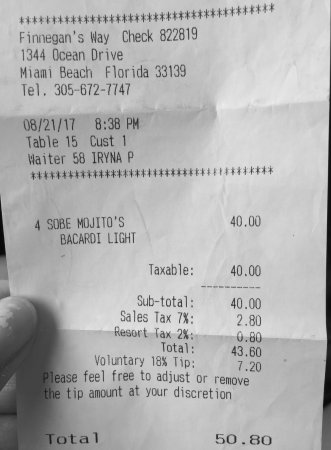 ****************************************
Finnegan's Way Check 822819
1344 Ocean Drive
Miami Beach Florida 33139
Tel. 305-672-7747
08/21/17 8:38 PM
Table 15 Cust 1
Waiter 58 IRYNA P
****************************************
4 SOBE MOJITO'S 40.00
BACARDI LIGHT
Taxable: 40.00
----------
Sub-total: 40.00
Sales Tax 7%: 2.80
Resort Tax 2%: 0.80
Total: 43.60
Voluntary 18% Tip: 7.20
Please feel free to adjust or remove
the tip amount at your discretion
Total 50.80